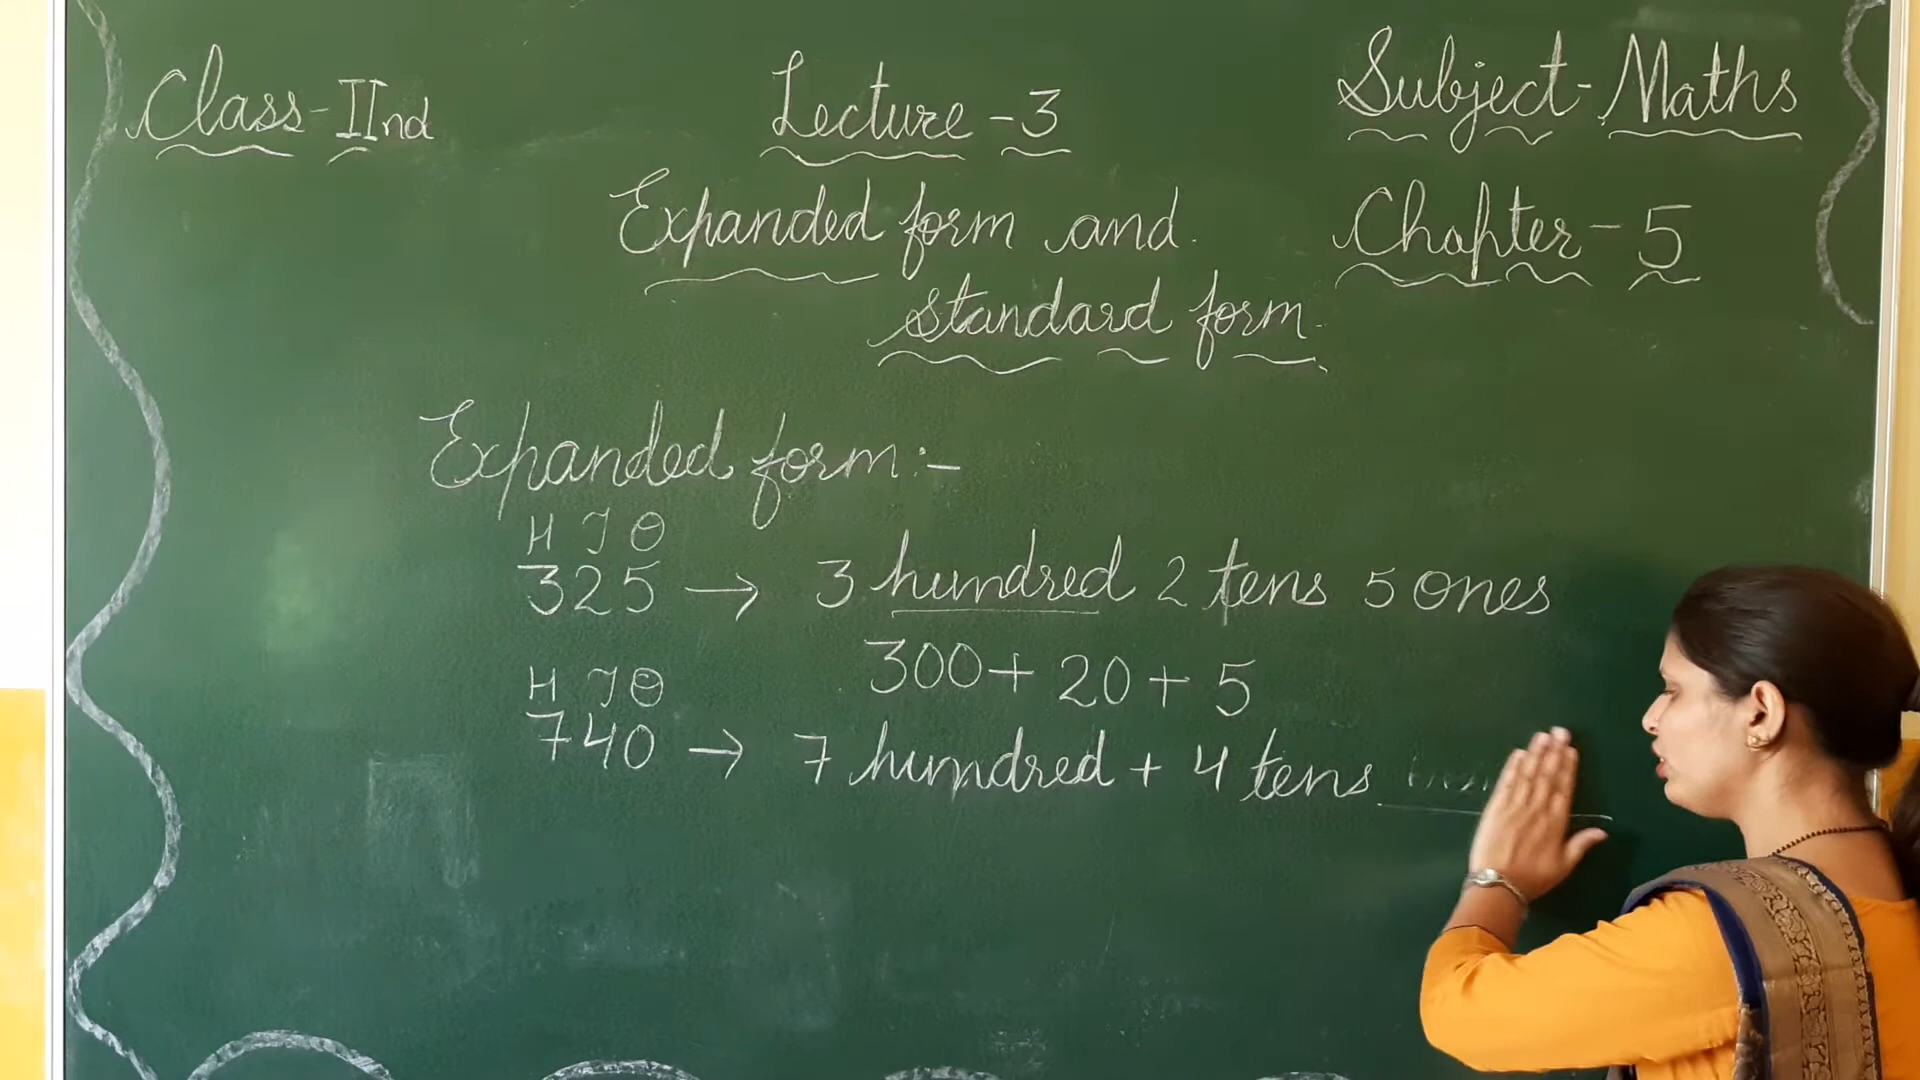 Class-IInd
Lecture-3
Subject-Maths
Expanded form and
Chapter-5
standard form
Expanded form:-
H T O
325 → 3 hundred 2 tens 5 ones
300+ 20 + 5
H T O
740 → 7 hundred + 4 tens